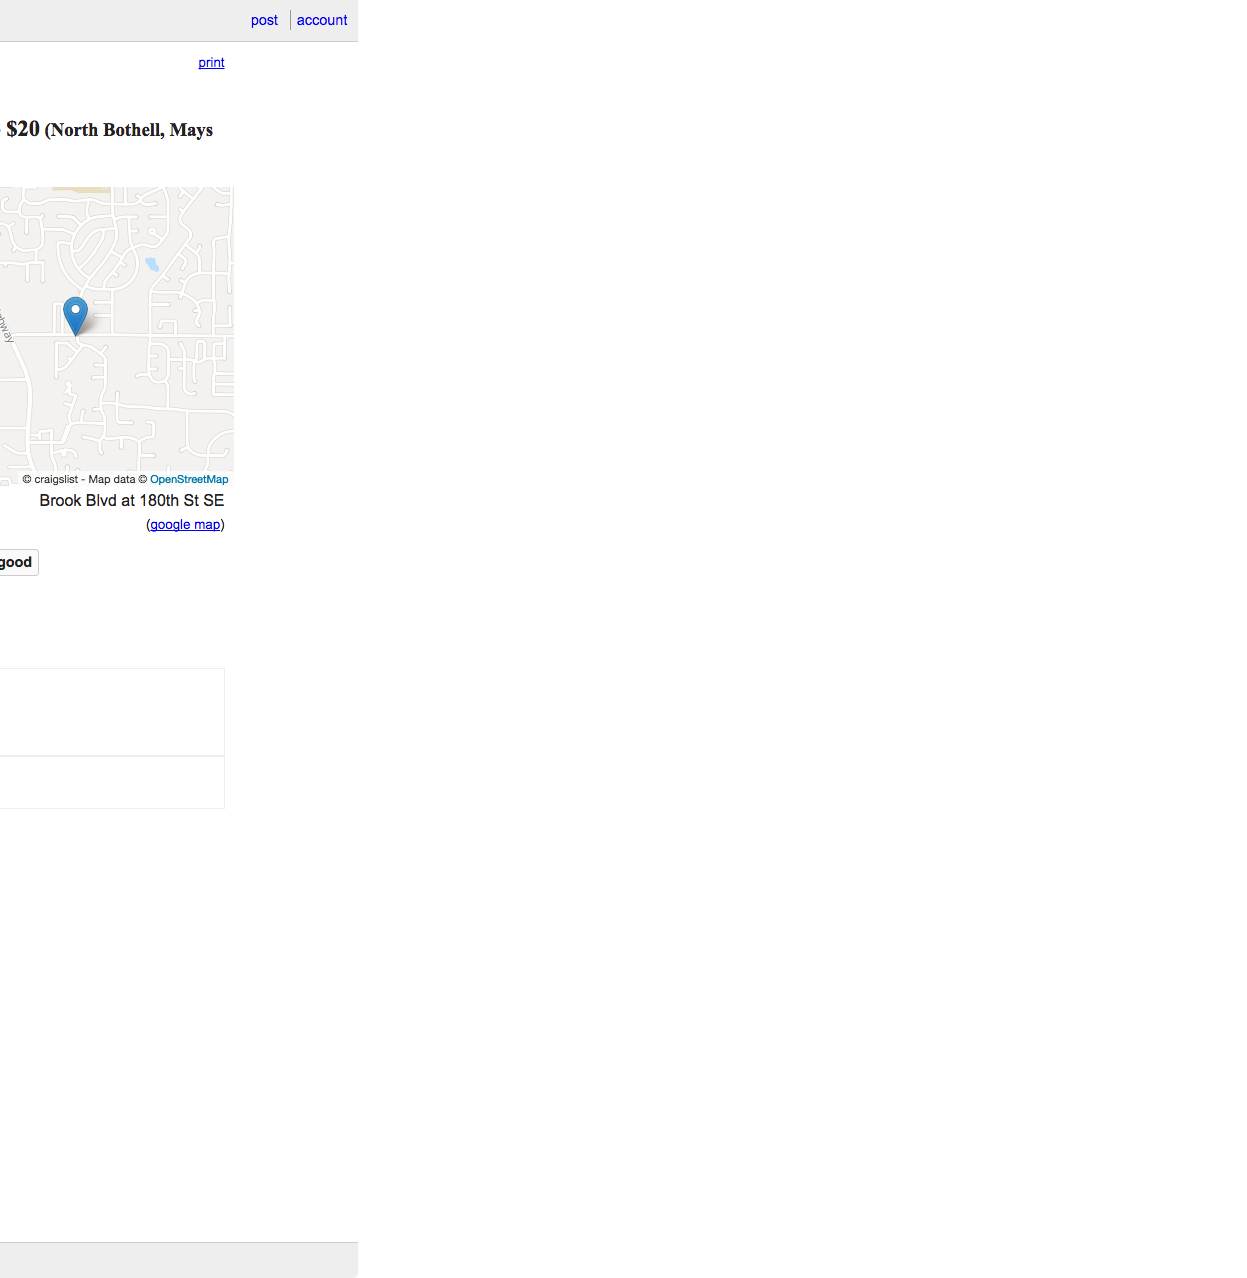 post account
print
$20 (North Bothell, Mays
© craigslist - Map data © OpenStreetMap
Brook Blvd at 180th St SE
(google map)
good